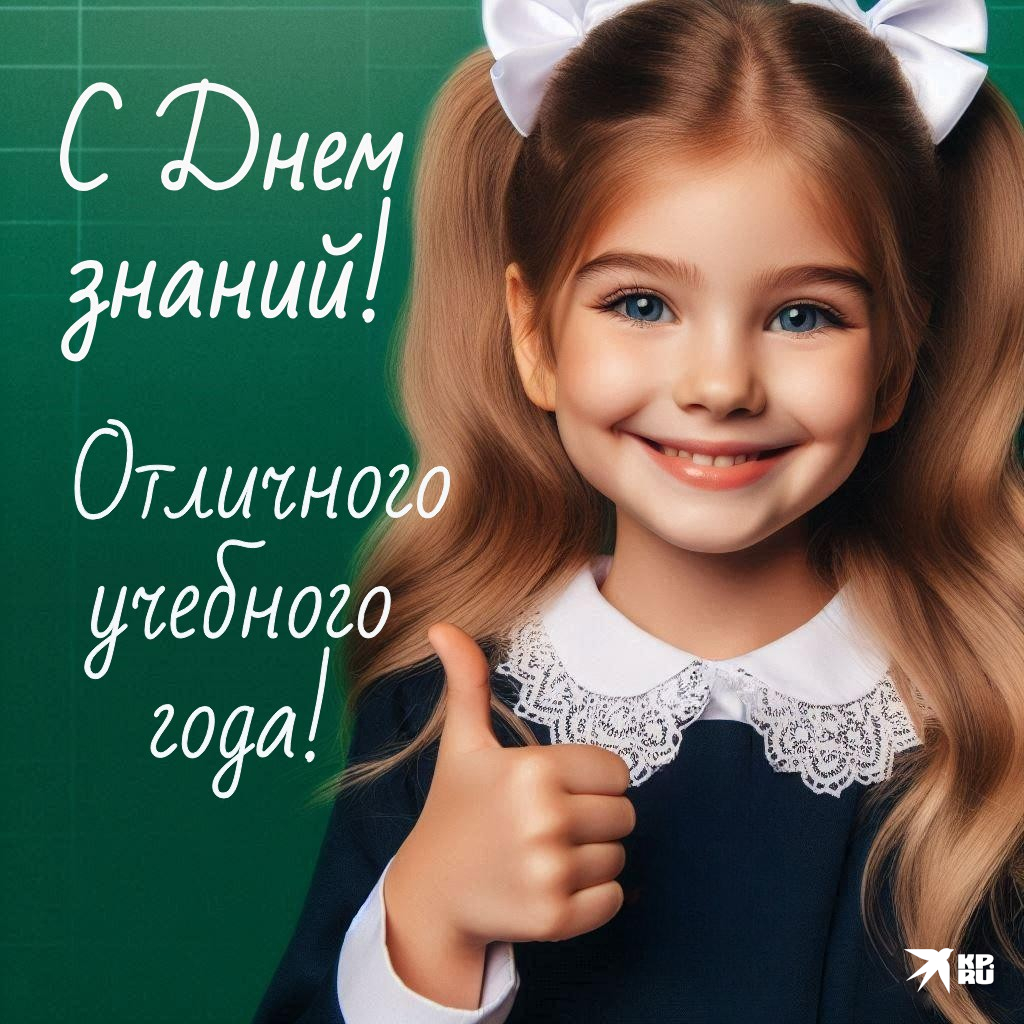 С Днем
знаний!
Отличного
учебного
года!
KP.
RU